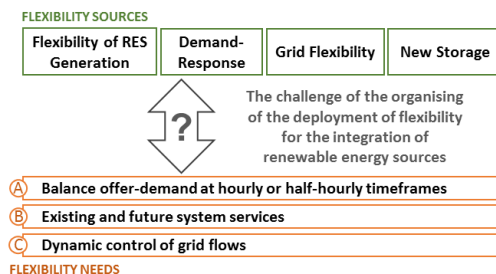 FLEXIBILITY SOURCES
Flexibility of RES
Generation
Demand-
Response
Grid Flexibility
New Storage
?
The challenge of the organising
of the deployment of flexibility
for the integration of
renewable energy sources
A Balance offer-demand at hourly or half-hourly timeframes
B Existing and future system services
C Dynamic control of grid flows
FLEXIBILITY NEEDS